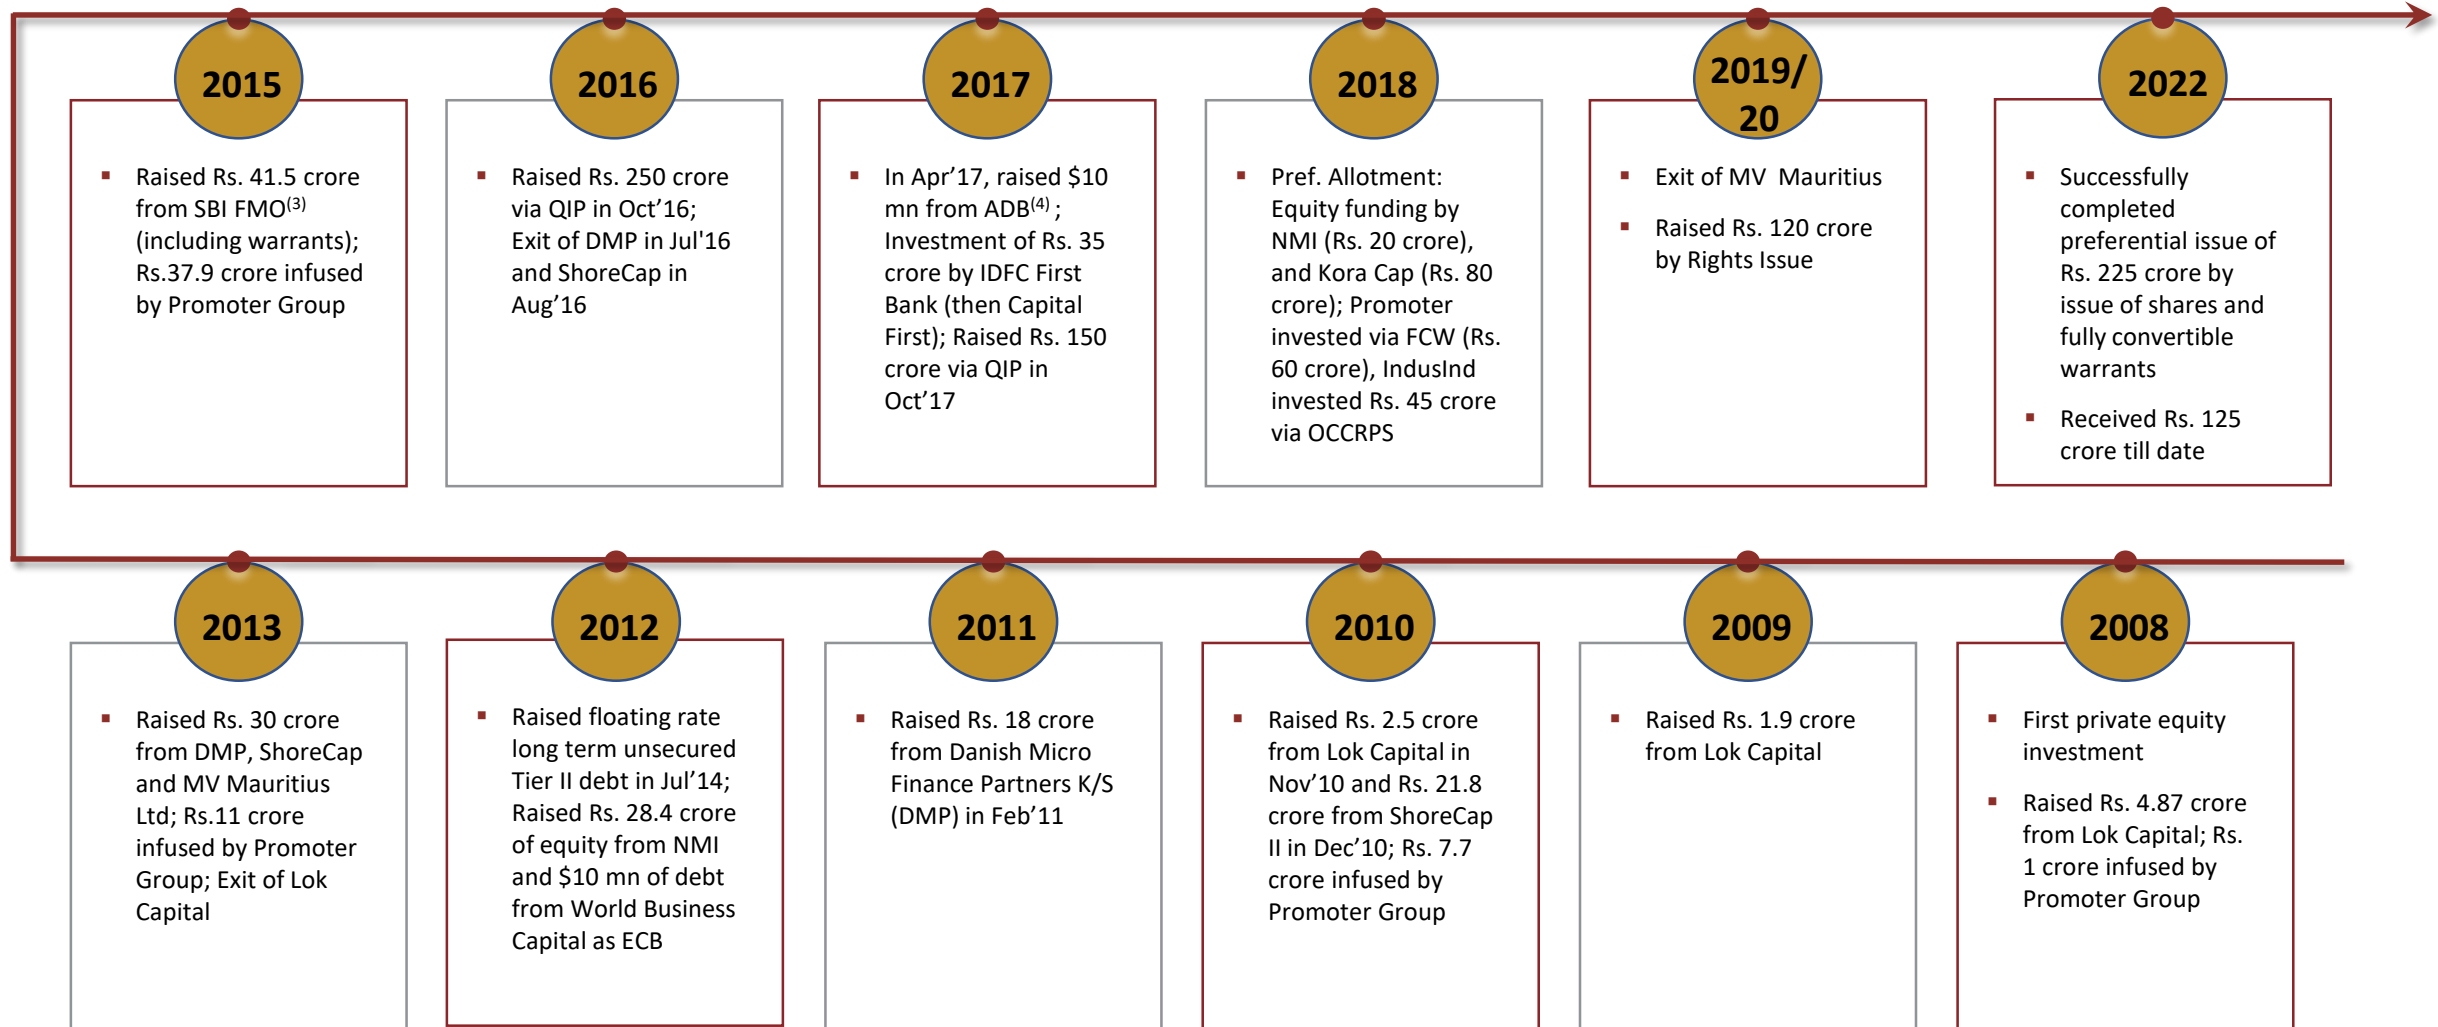 2015
Raised Rs. 41.5 crore
from SBI FMO(3)
(including warrants);
Rs.37.9 crore infused
by Promoter Group
2016
Raised Rs. 250 crore
via QIP in Oct’16;
Exit of DMP in Jul'16
and ShoreCap in
Aug’16
2017
In Apr’17, raised $10
mn from ADB(4) ;
Investment of Rs. 35
crore by IDFC First
Bank (then Capital
First); Raised Rs. 150
crore via QIP in
Oct’17
2018
Pref. Allotment:
Equity funding by
NMI (Rs. 20 crore),
and Kora Cap (Rs. 80
crore); Promoter
invested via FCW (Rs.
60 crore), IndusInd
invested Rs. 45 crore
via OCCRPS
2019/
20
Exit of MV Mauritius
Raised Rs. 120 crore
by Rights Issue
2022
Successfully
completed
preferential issue of
Rs. 225 crore by
issue of shares and
fully convertible
warrants
Received Rs. 125
crore till date
2013
Raised Rs. 30 crore
from DMP, ShoreCap
and MV Mauritius
Ltd; Rs.11 crore
infused by Promoter
Group; Exit of Lok
Capital
2012
Raised floating rate
long term unsecured
Tier II debt in Jul’14;
Raised Rs. 28.4 crore
of equity from NMI
and $10 mn of debt
from World Business
Capital as ECB
2011
Raised Rs. 18 crore
from Danish Micro
Finance Partners K/S
(DMP) in Feb’11
2010
Raised Rs. 2.5 crore
from Lok Capital in
Nov’10 and Rs. 21.8
crore from ShoreCap
II in Dec’10; Rs. 7.7
crore infused by
Promoter Group
2009
Raised Rs. 1.9 crore
from Lok Capital
2008
First private equity
investment
Raised Rs. 4.87 crore
from Lok Capital; Rs.
1 crore infused by
Promoter Group